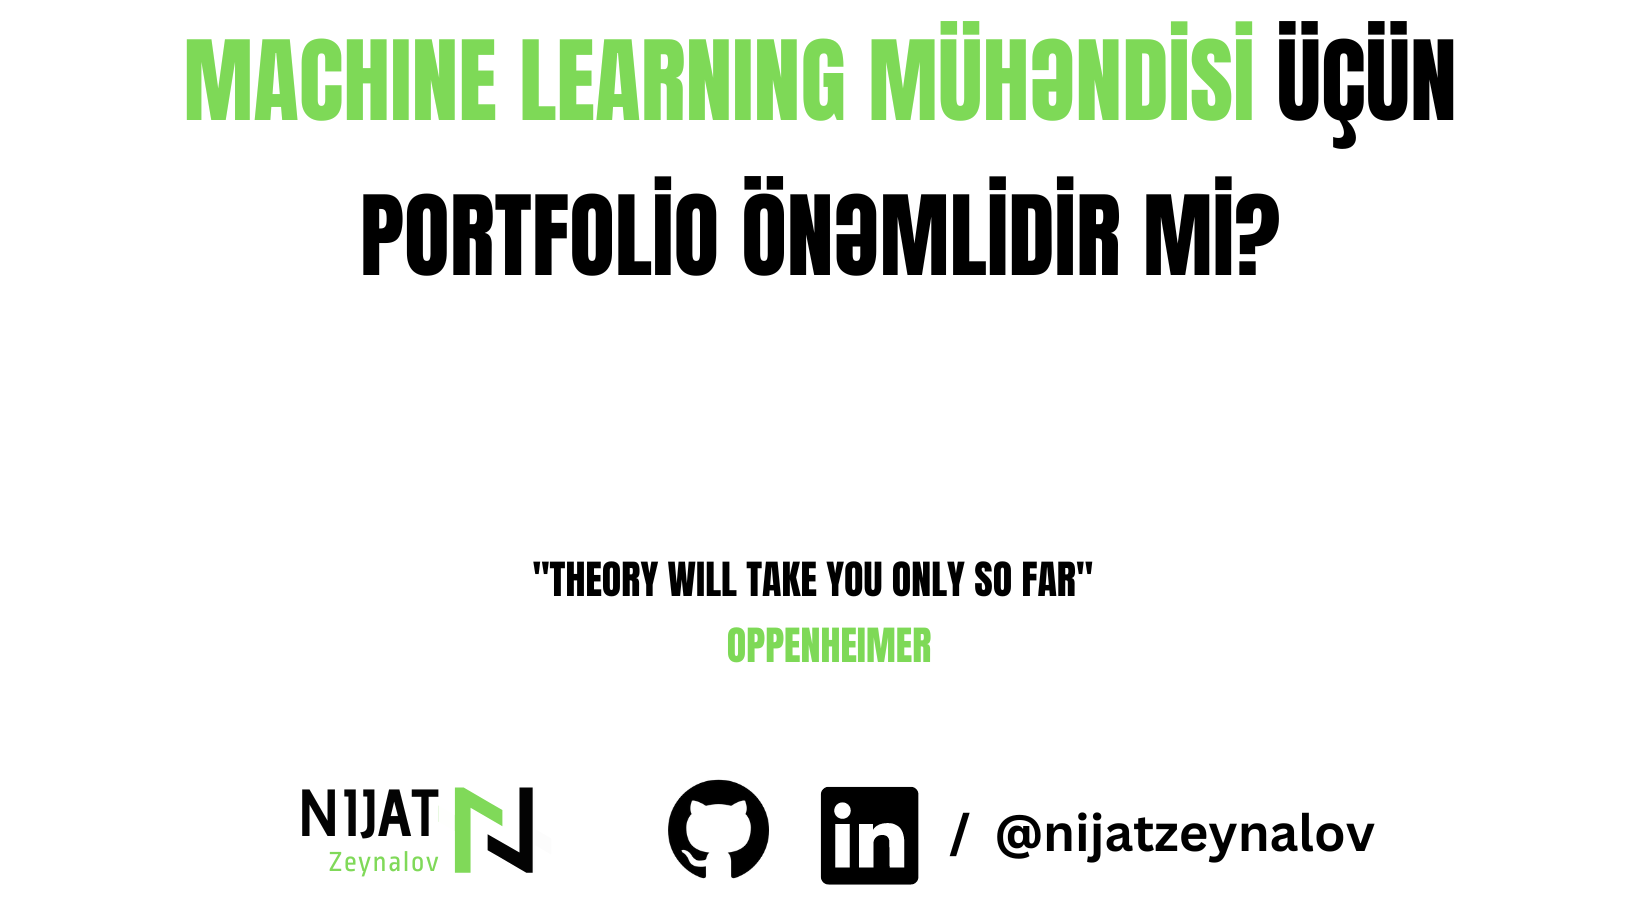 MACHINE LEARNING MÜHƏNDİSİ ÜÇÜN
PORTFOLİO ÖNƏMLİDİR Mİ?
"THEORY WILL TAKE YOU ONLY SO FAR"
OPPENHEIMER
NIJAT
Zeynalov
in / @nijatzeynalov